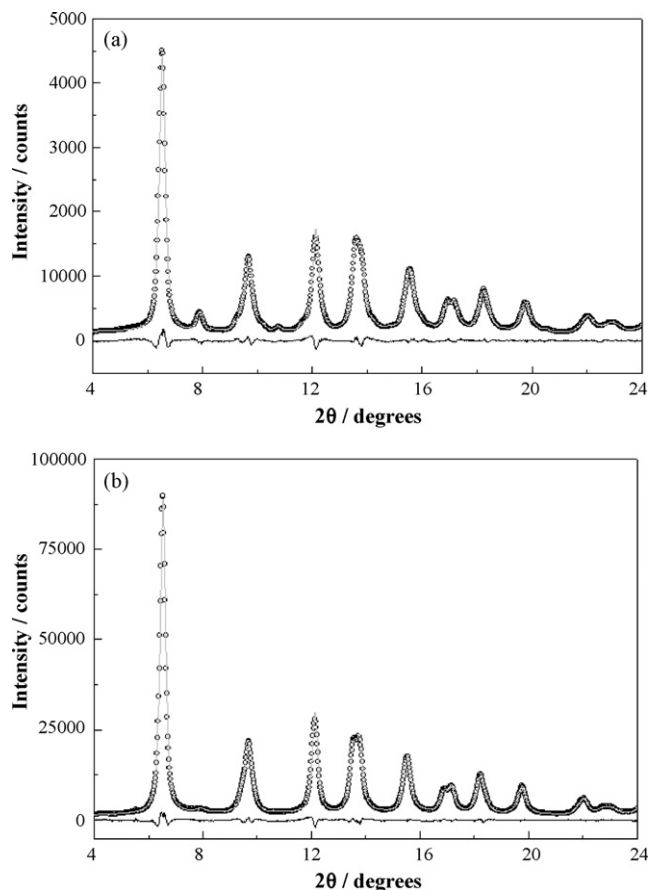 (a)
5000
4000
3000
2000
10000
0
Intensity / counts
4 8 12 16 20 24
2θ / degrees
(b)
100000
75000
50000
25000
0
Intensity / counts
4 8 12 16 20 24
2θ / degrees